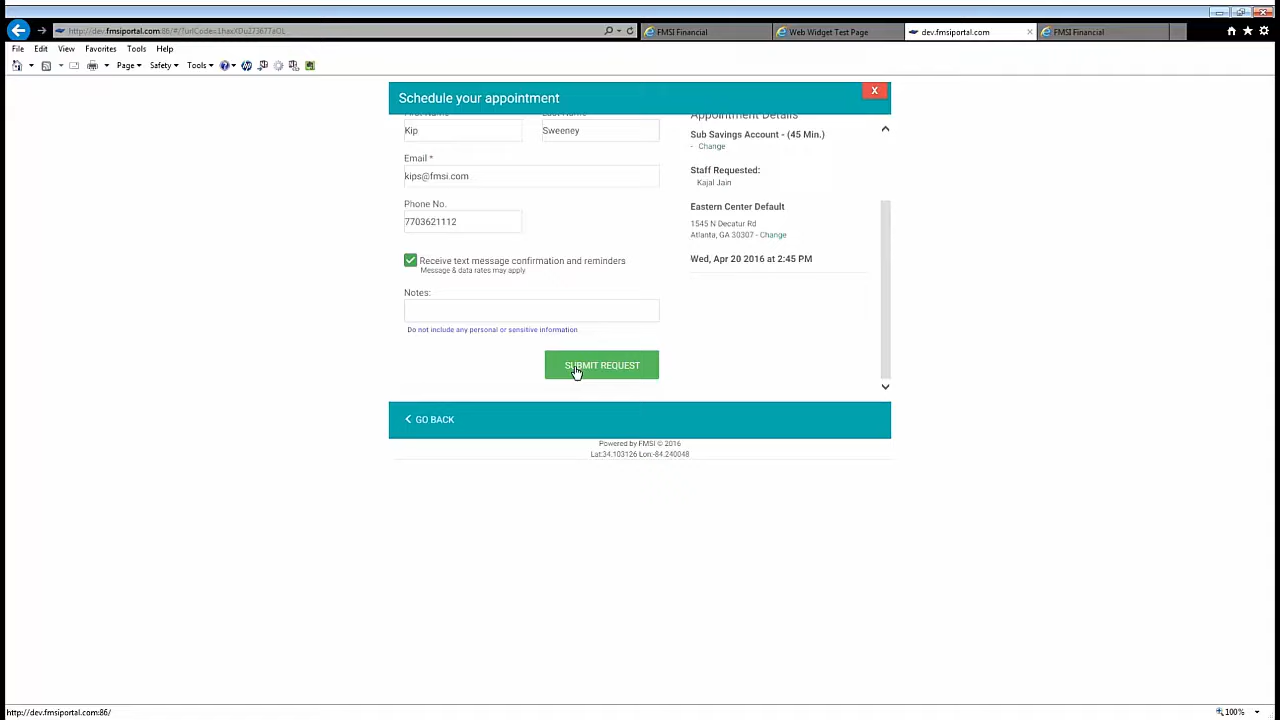 http://dev.fmsiportal.com:86/#/?urlCode=
FMSI Financial
Web Widget Test Page
dev.fmsiportal.com
FMSI Financial
File Edit View Favorites Tools Help
Page Safety Tools
Schedule your appointment
X
Appointment Details
Kip
Sweeney
Sub Savings Account - (45 Min.)
- Change
Email *
kips@fmsi.com
Staff Requested:
Kajal Jain
Phone No.
7703621112
Eastern Center Default
1545 N Decatur Rd
Atlanta, GA 30307 - Change
Receive text message confirmation and reminders
Message & data rates may apply
Wed, Apr 20 2016 at 2:45 PM
Notes:
Do not include any personal or sensitive information
SUBMIT REQUEST
GO BACK
Powered by FMSI © 2016
Lat:34.103126 Lon:-84.240048
http://dev.fmsiportal.com:86/
100%